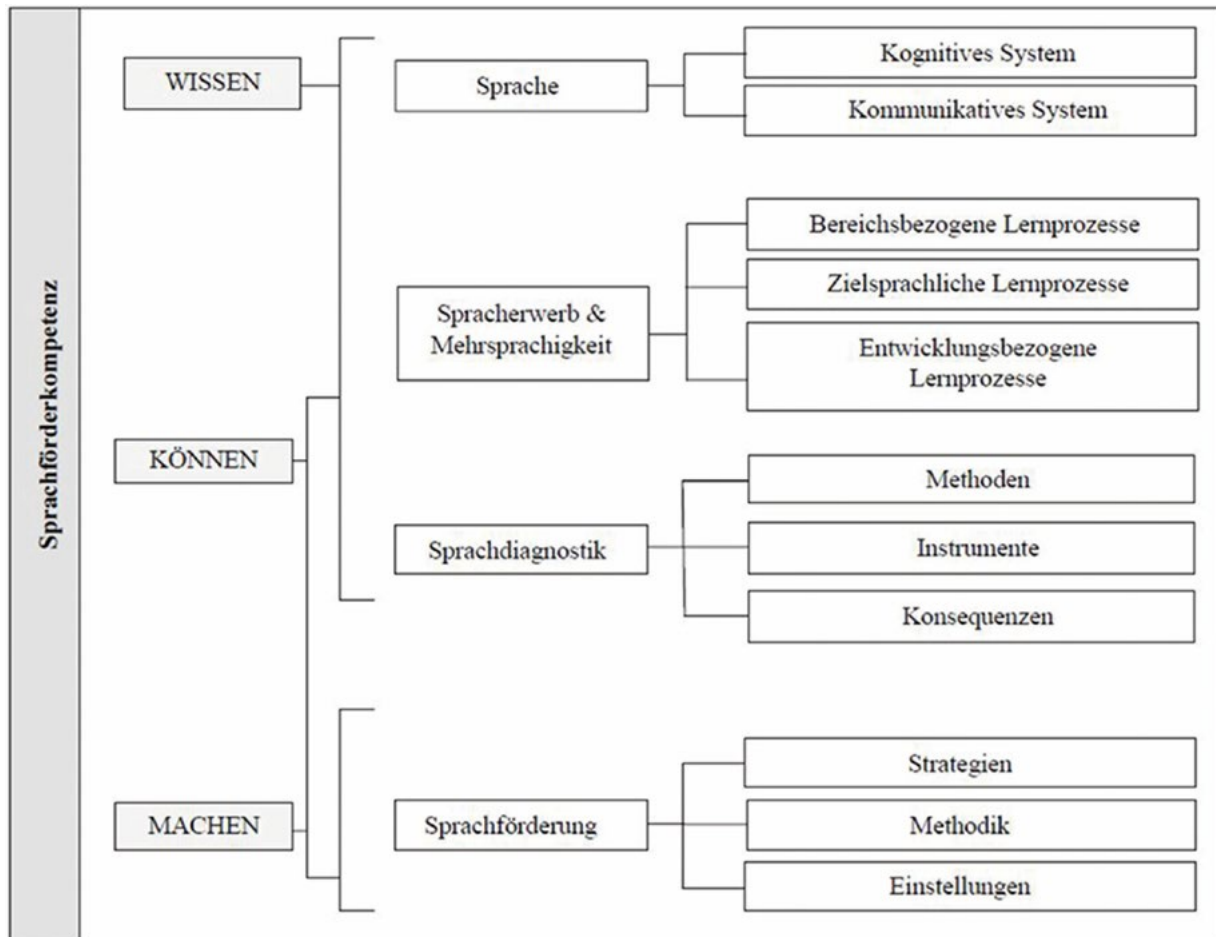 Sprachförderkompetenz
WISSEN
Sprache
Kognitives System
Kommunikatives System
Spracherwerb &
Mehrsprachigkeit
Bereichsbezogene Lernprozesse
Zielsprachliche Lernprozesse
Entwicklungsbezogene
Lernprozesse
KÖNNEN
Sprachdiagnostik
Methoden
Instrumente
Konsequenzen
MACHEN
Sprachförderung
Strategien
Methodik
Einstellungen